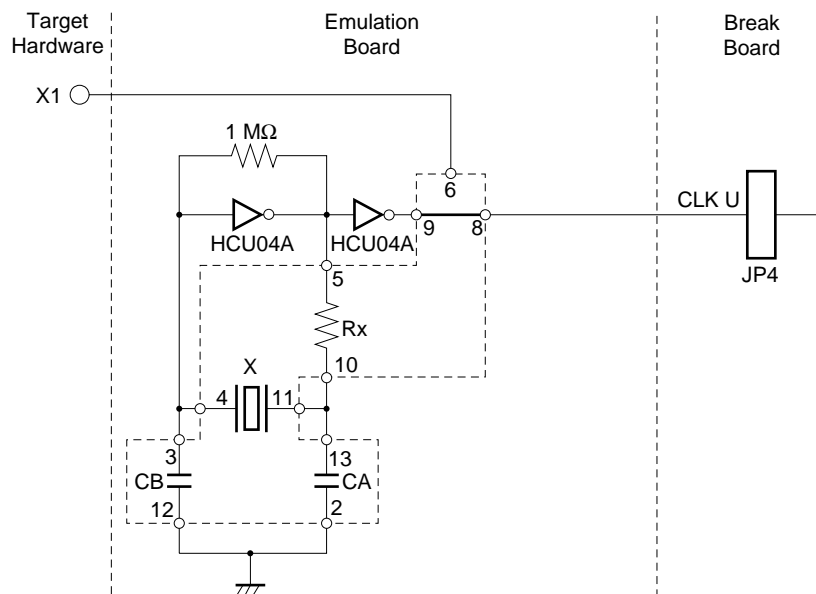 Target
Hardware
Emulation
Board
Break
Board
X1
1 MΩ
6
CLK U
HCU04A
HCU04A
9
8
JP4
5
Rx
10
X
4
11
3
13
CB
CA
12
2